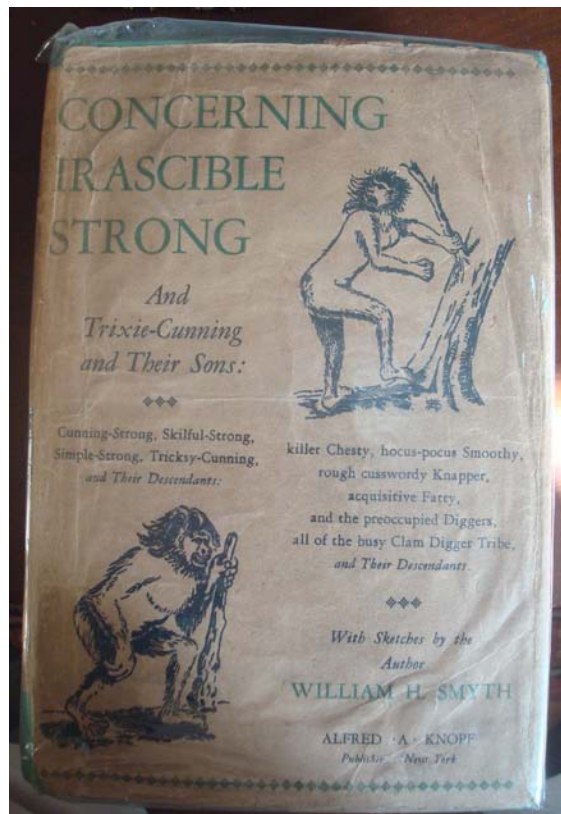 CONCERNING
IRASCIBLE
STRONG
And
Trixie-Cunning
and Their Sons:
Cunning-Strong, Skilful-Strong,
Simple-Strong, Tricksy-Cunning,
and Their Descendants:
killer Chesty, hocus-pocus Smoothy,
rough cusswordy Knapper,
acquisitive Fatty,
and the preoccupied Diggers,
all of the busy Clam Digger Tribe,
and Their Descendants.
With Sketches by the
Author
WILLIAM H. SMYTH
ALFRED · A · KNOPF
Publisher New York